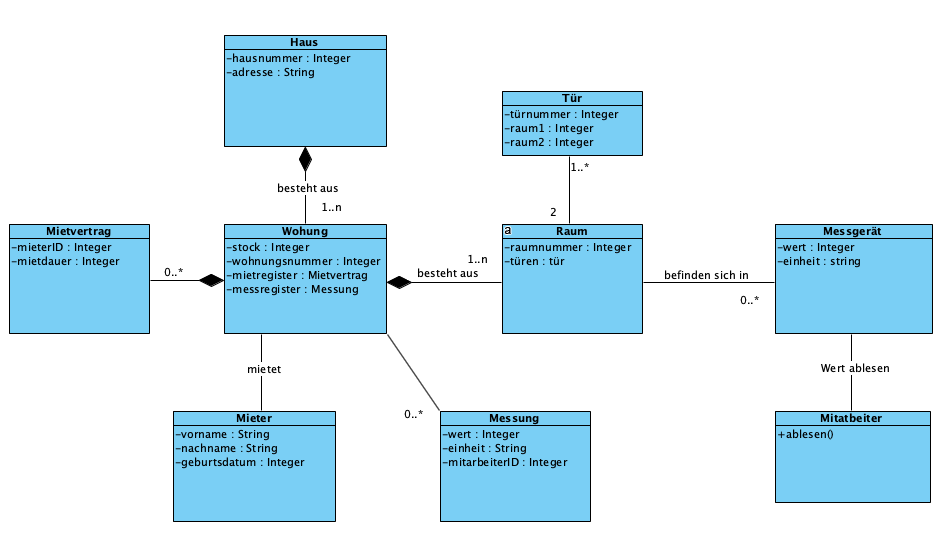 Haus
-hausnummer : Integer
-adresse : String
besteht aus
1..n
Tür
-türnummer : Integer
-raum1 : Integer
-raum2 : Integer
1..*
2
Mietvertrag
-mieterID : Integer
-mietdauer : Integer
0..*
Wohung
-stock : Integer
-wohnungsnummer : Integer
-mietregister : Mietvertrag
-messregister : Messung
1..n
besteht aus
a
Raum
-raumnummer : Integer
-türen : tür
befinden sich in
0..*
Messgerät
-wert : Integer
-einheit : string
mietet
0..*
Wert ablesen
Mieter
-vorname : String
-nachname : String
-geburtsdatum : Integer
Messung
-wert : Integer
-einheit : String
-mitarbeiterID : Integer
Mitatbeiter
+ablesen()